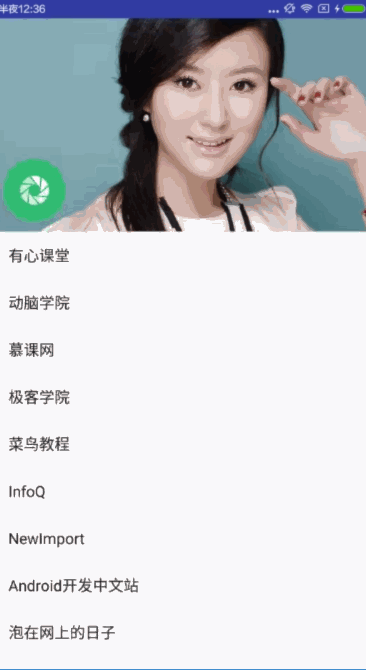 半夜12:36
有心课堂
动脑学院
慕课网
极客学院
菜鸟教程
InfoQ
NewImport
Android开发中文站
泡在网上的日子